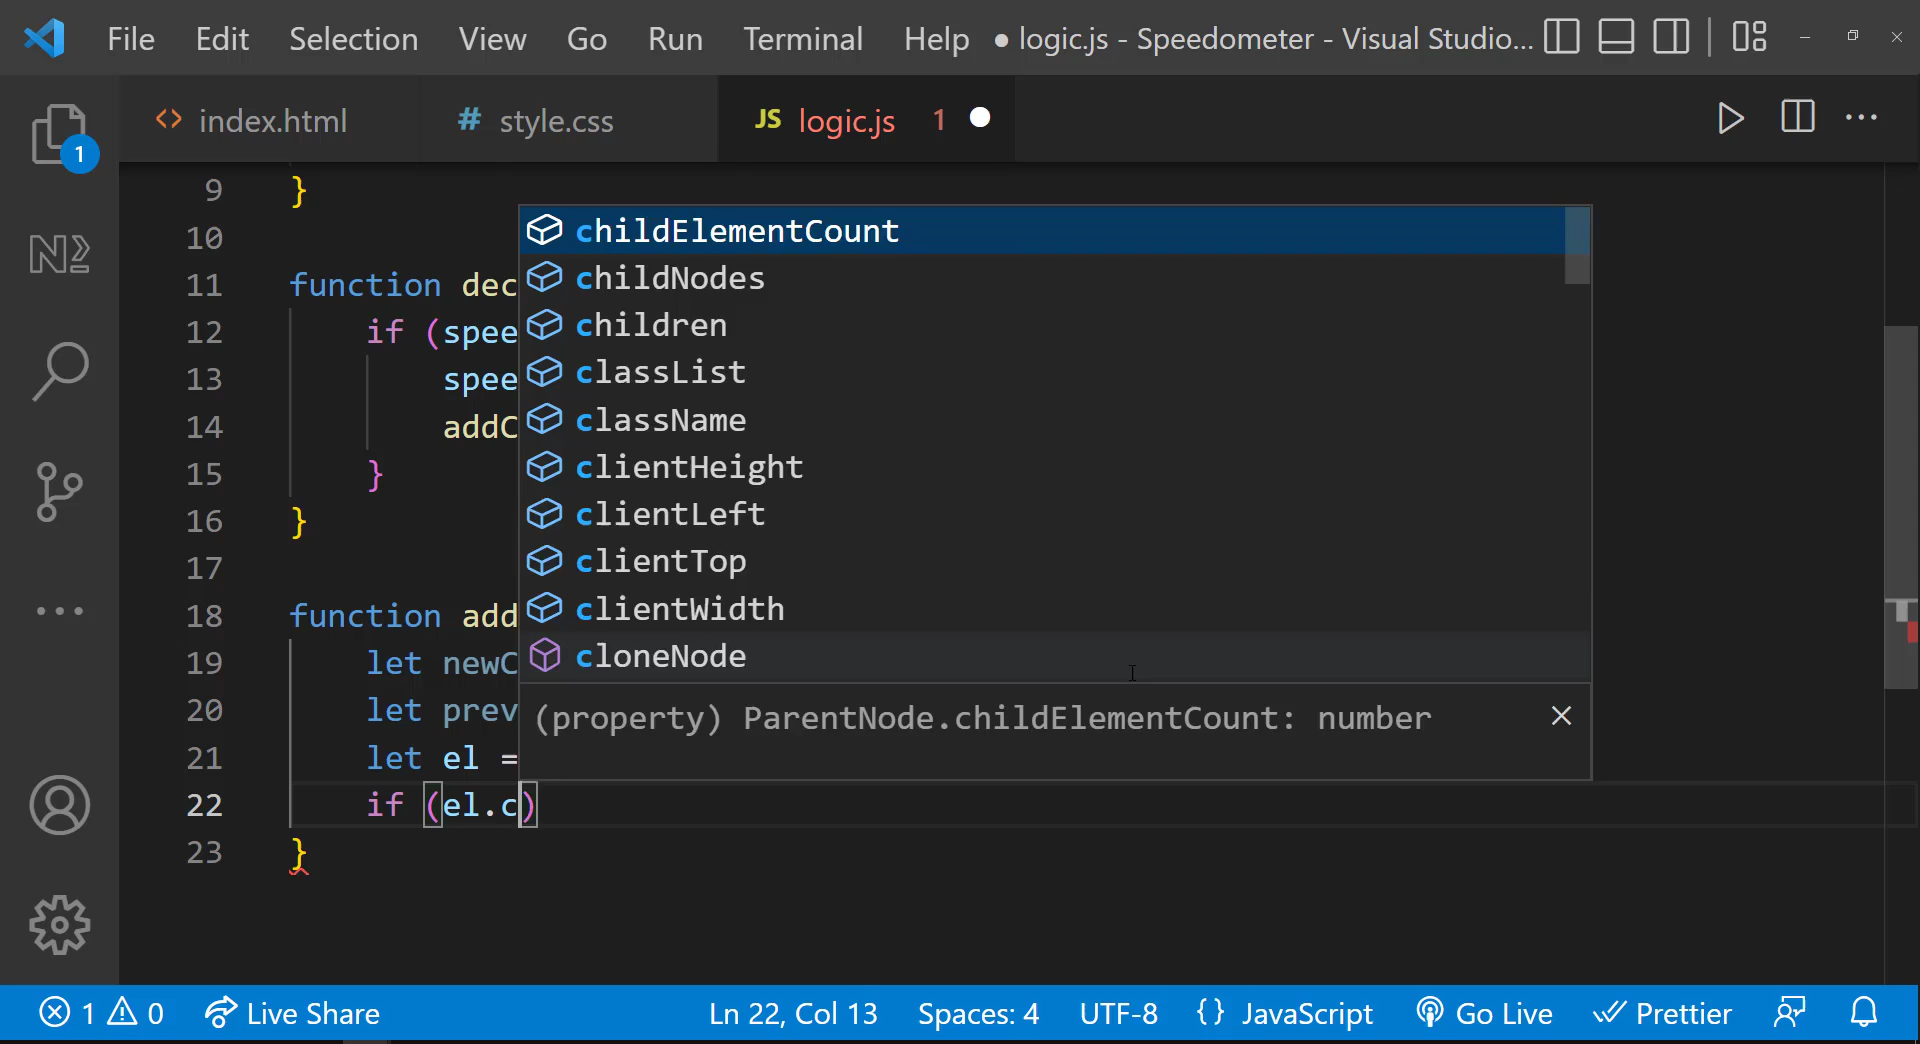 File Edit Selection View Go Run Terminal Help ● logic.js - Speedometer - Visual Studio...
<> index.html # style.css JS logic.js 1 ●
1
9 }
10
11 function dec
12 if (spee
13 spee
14 addC
15 }
16 }
17
18 function add
19 let newC
20 let prev
21 let el =
22 if (el.c)
23 }
childElementCount
childNodes
children
classList
className
clientHeight
clientLeft
clientTop
clientWidth
cloneNode
(property) ParentNode.childElementCount: number
1 0 Live Share Ln 22, Col 13 Spaces: 4 UTF-8 {} JavaScript Go Live Prettier